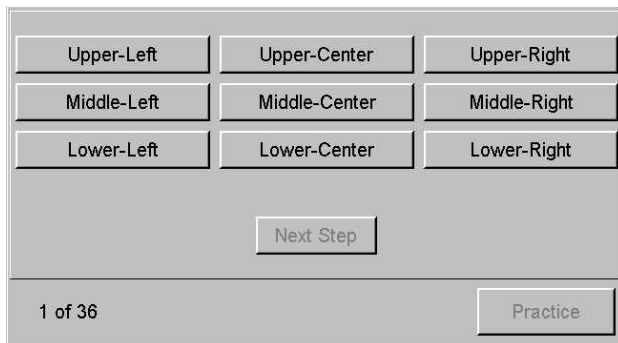 Upper-Left Upper-Center Upper-Right
Middle-Left Middle-Center Middle-Right
Lower-Left Lower-Center Lower-Right
Next Step
1 of 36 Practice